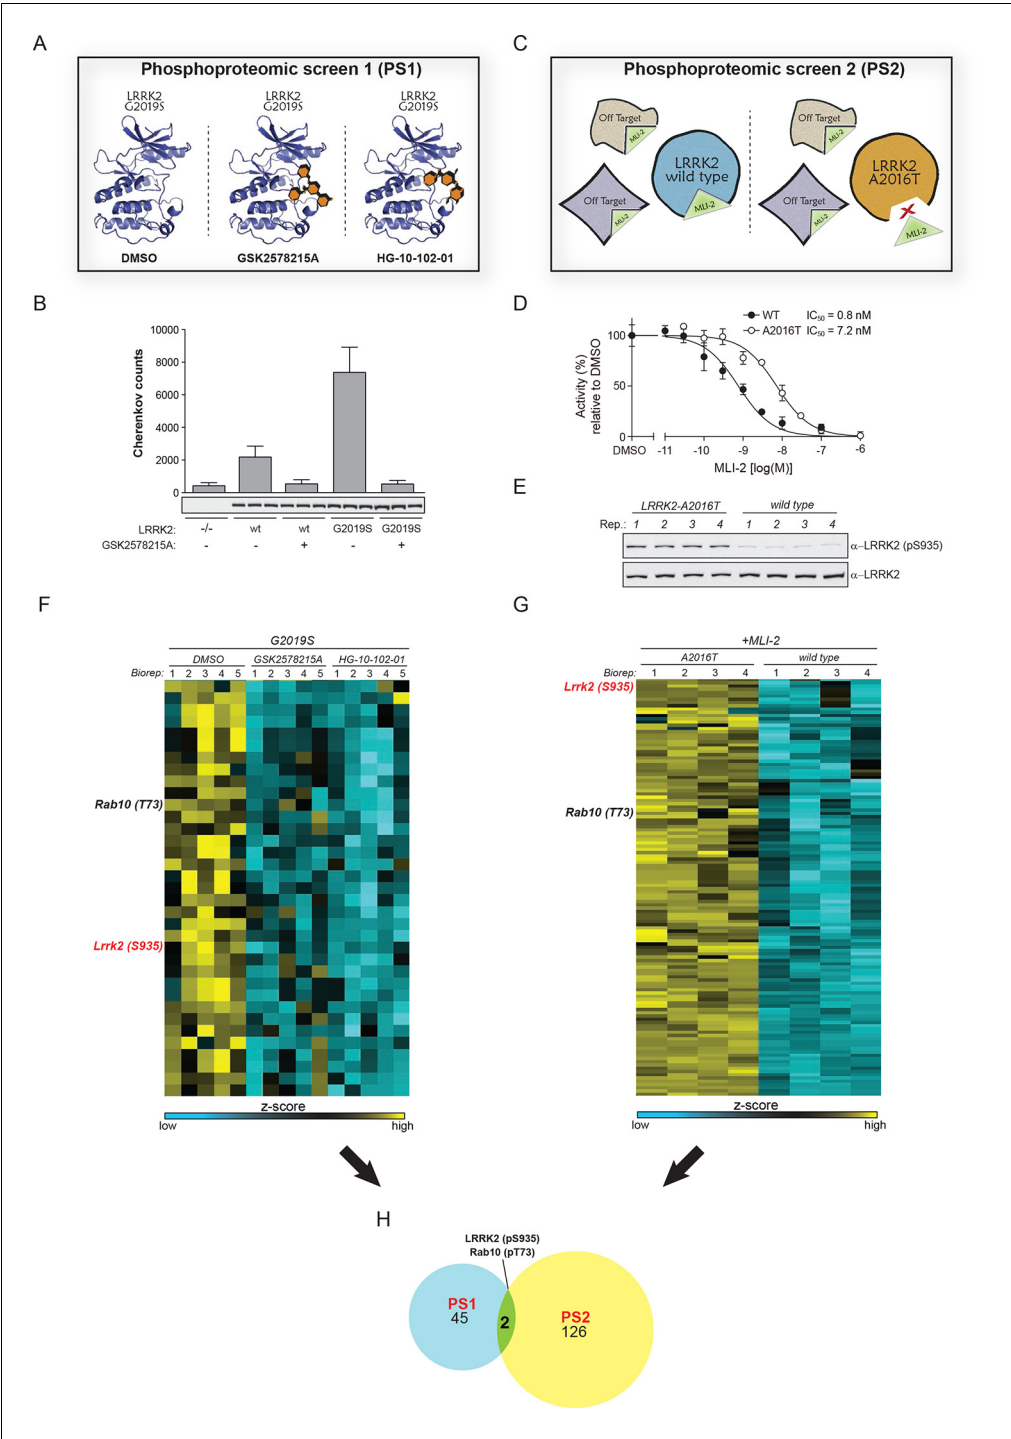 A
Phosphoproteomic screen 1 (PS1)
LRRK2
G2019S
LRRK2
G2019S
LRRK2
G2019S
DMSO
GSK2578215A
HG-10-102-01
C
Phosphoproteomic screen 2 (PS2)
Off Target
MLI-2
Off Target
MLI-2
LRRK2
wild type
MLI-2
Off Target
MLI-2
Off Target
MLI-2
LRRK2
A2016T
X
MLI-2
B
Cherenkov counts
10000
8000
6000
4000
2000
0
LRRK2: -/- wt wt G2019S G2019S
GSK2578215A: - - + - +
D
WT IC50 = 0.8 nM
A2016T IC50 = 7.2 nM
Activity (%)
relative to DMSO
100
50
0
DMSO -11 -10 -9 -8 -7 -6
MLI-2 [log(M)]
E
LRRK2-A2016T wild type
Rep.: 1 2 3 4 1 2 3 4
α–LRRK2 (pS935)
α–LRRK2
F
G2019S
DMSO GSK2578215A HG-10-102-01
Biorep: 1 2 3 4 5 1 2 3 4 5 1 2 3 4 5
Rab10 (T73)
Lrrk2 (S935)
z-score
low high
G
+MLI-2
A2016T wild type
Biorep: 1 2 3 4 1 2 3 4
Lrrk2 (S935)
Rab10 (T73)
z-score
low high
H
LRRK2 (pS935)
Rab10 (pT73)
PS1
45
2
PS2
126